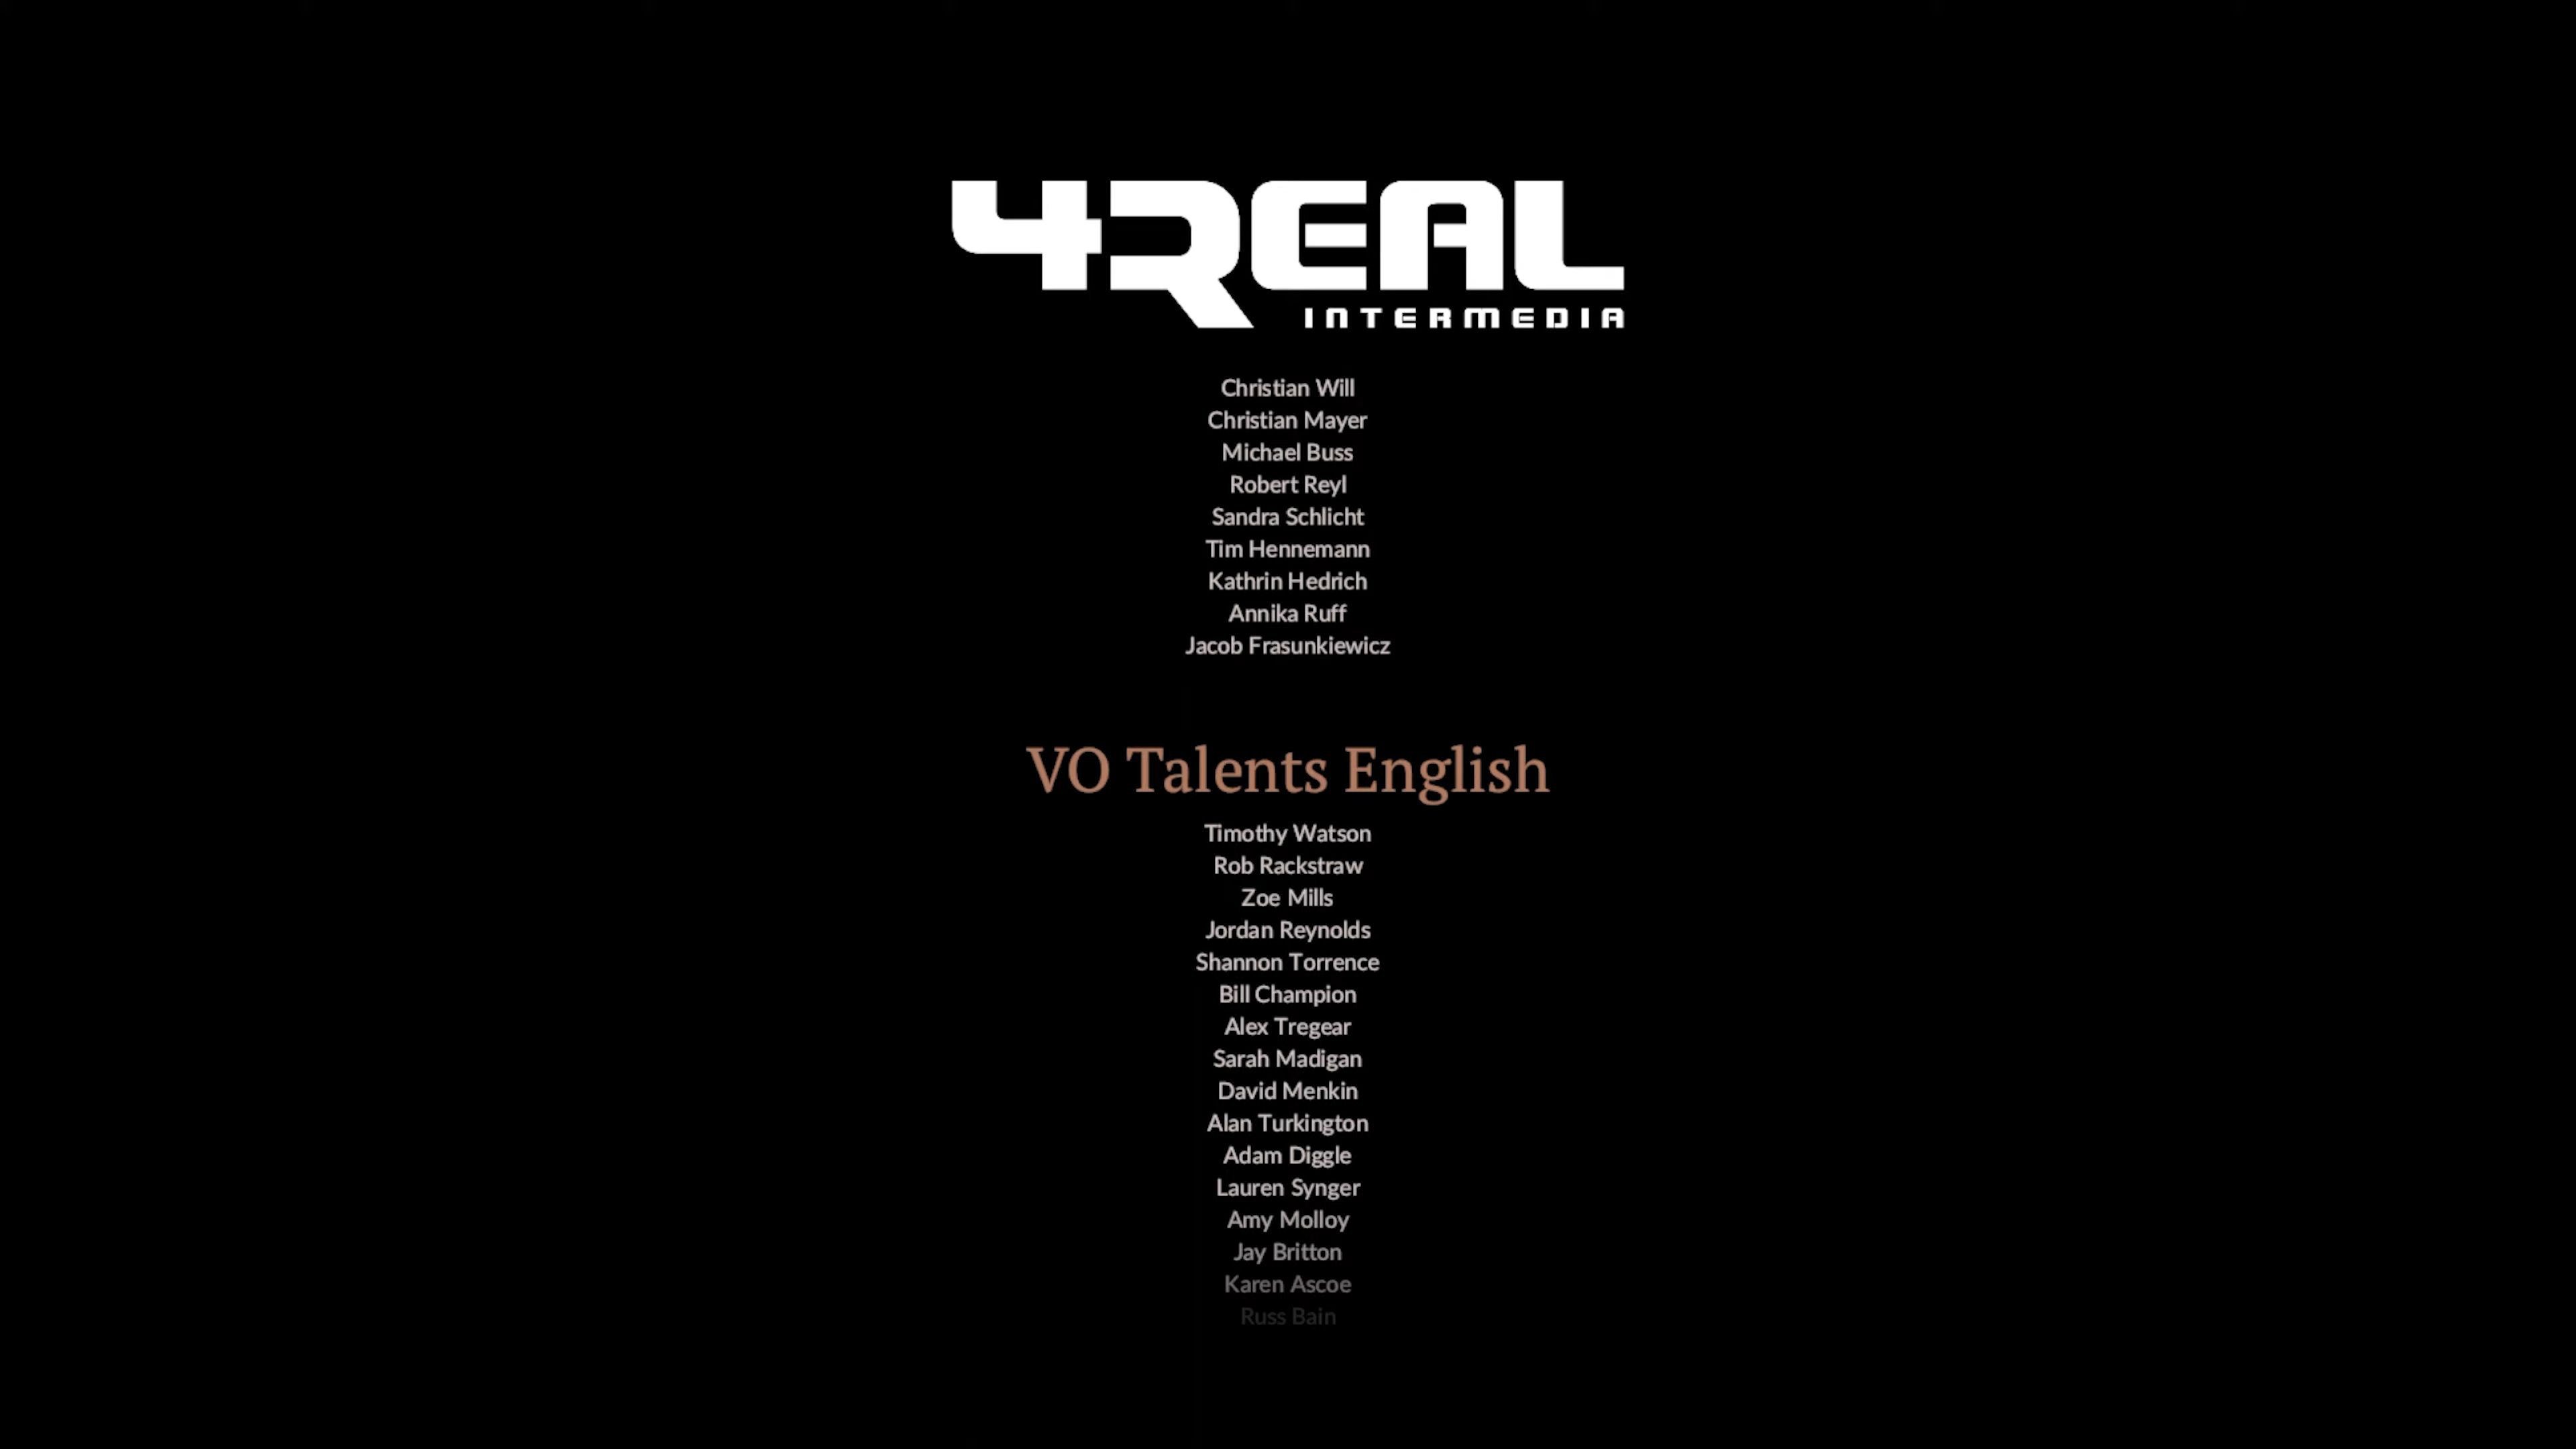 4REAL
INTERMEDIA
Christian Will
Christian Mayer
Michael Buss
Robert Reyl
Sandra Schlicht
Tim Hennemann
Kathrin Hedrich
Annika Ruff
Jacob Frasunkiewicz
VO Talents English
Timothy Watson
Rob Rackstraw
Zoe Mills
Jordan Reynolds
Shannon Torrence
Bill Champion
Alex Tregear
Sarah Madigan
David Menkin
Alan Turkington
Adam Diggle
Lauren Synger
Amy Molloy
Jay Britton
Karen Ascoe
Russ Bain